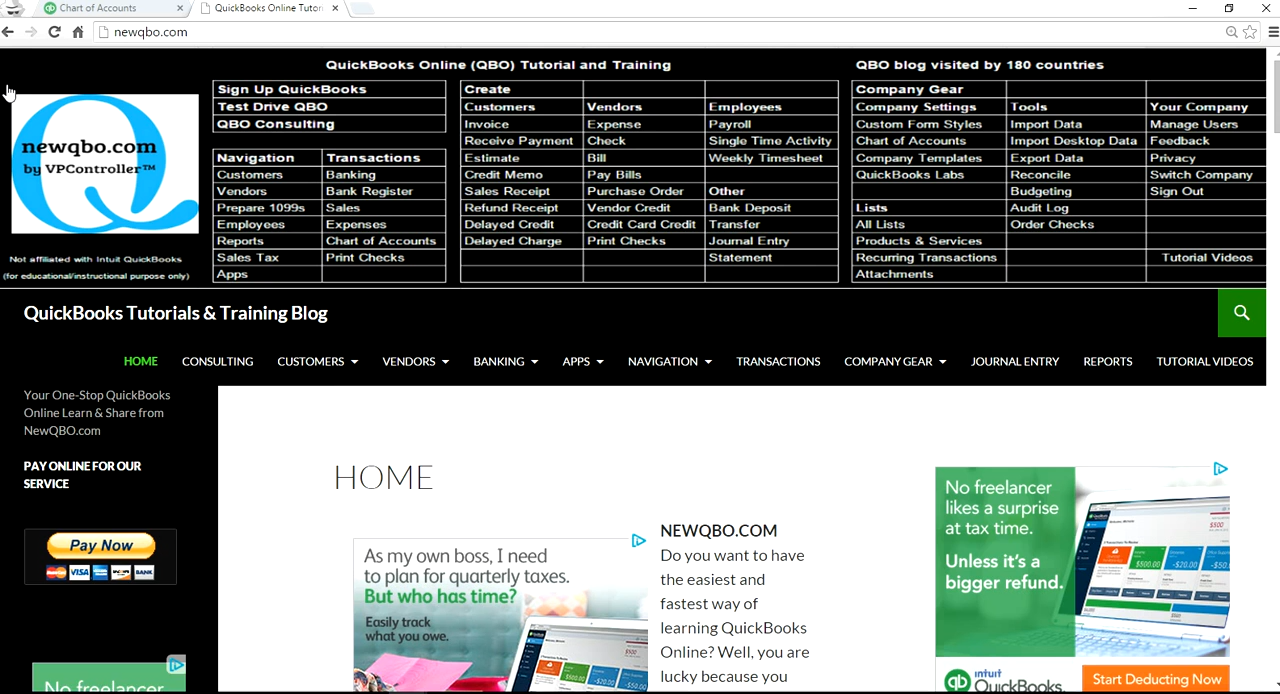 Chart of Accounts
QuickBooks Online Tutori
newqbo.com
QuickBooks Online (QBO) Tutorial and Training
QBO blog visited by 180 countries
newqbo.com
by VPController™
Not affiliated with Intuit QuickBooks
(for educational/instructional purpose only)
Sign Up QuickBooks
Test Drive QBO
QBO Consulting
Navigation Transactions
Customers Banking
Vendors Bank Register
Prepare 1099s Sales
Employees Expenses
Reports Chart of Accounts
Sales Tax Print Checks
Apps
Create
Customers Vendors Employees
Invoice Expense Payroll
Receive Payment Check Single Time Activity
Estimate Bill Weekly Timesheet
Credit Memo Pay Bills
Sales Receipt Purchase Order Other
Refund Receipt Vendor Credit Bank Deposit
Delayed Credit Credit Card Credit Transfer
Delayed Charge Print Checks Journal Entry
Statement
Company Gear
Company Settings Tools Your Company
Custom Form Styles Import Data Manage Users
Chart of Accounts Import Desktop Data Feedback
Company Templates Export Data Privacy
QuickBooks Labs Reconcile Switch Company
Budgeting Sign Out
Lists Audit Log
All Lists Order Checks
Products & Services
Recurring Transactions Tutorial Videos
Attachments
QuickBooks Tutorials & Training Blog
HOME CONSULTING CUSTOMERS VENDORS BANKING APPS NAVIGATION TRANSACTIONS COMPANY GEAR JOURNAL ENTRY REPORTS TUTORIAL VIDEOS
Your One-Stop QuickBooks
Online Learn & Share from
NewQBO.com
PAY ONLINE FOR OUR
SERVICE
Pay Now
VISA
BANK
No freelancer
HOME
As my own boss, I need
to plan for quarterly taxes.
But who has time?
Easily track
what you owe.
NEWQBO.COM
Do you want to have
the easiest and
fastest way of
learning QuickBooks
Online? Well, you are
lucky because you
No freelancer
likes a surprise
at tax time.
Unless it's a
bigger refund.
intuit
QuickBooks.
Start Deducting Now